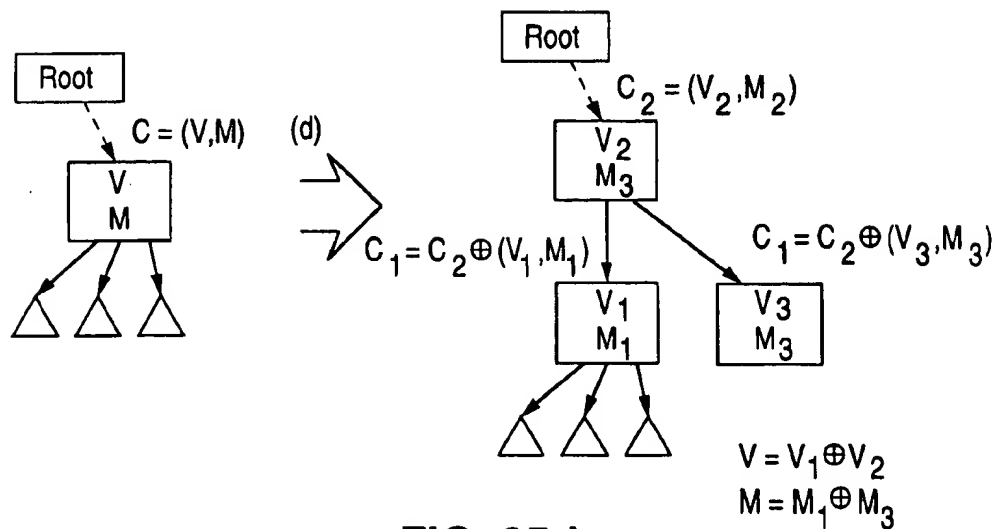 Root
C = (V,M)
V
M
(d)
Root
C₂ = (V₂,M₂)
V₂
M₃
C₁ = C₂⊕(V₁,M₁)
C₁ = C₂⊕(V₃,M₃)
V₁
M₁
V₃
M₃
V = V₁⊕V₂
M = M₁⊕M₃